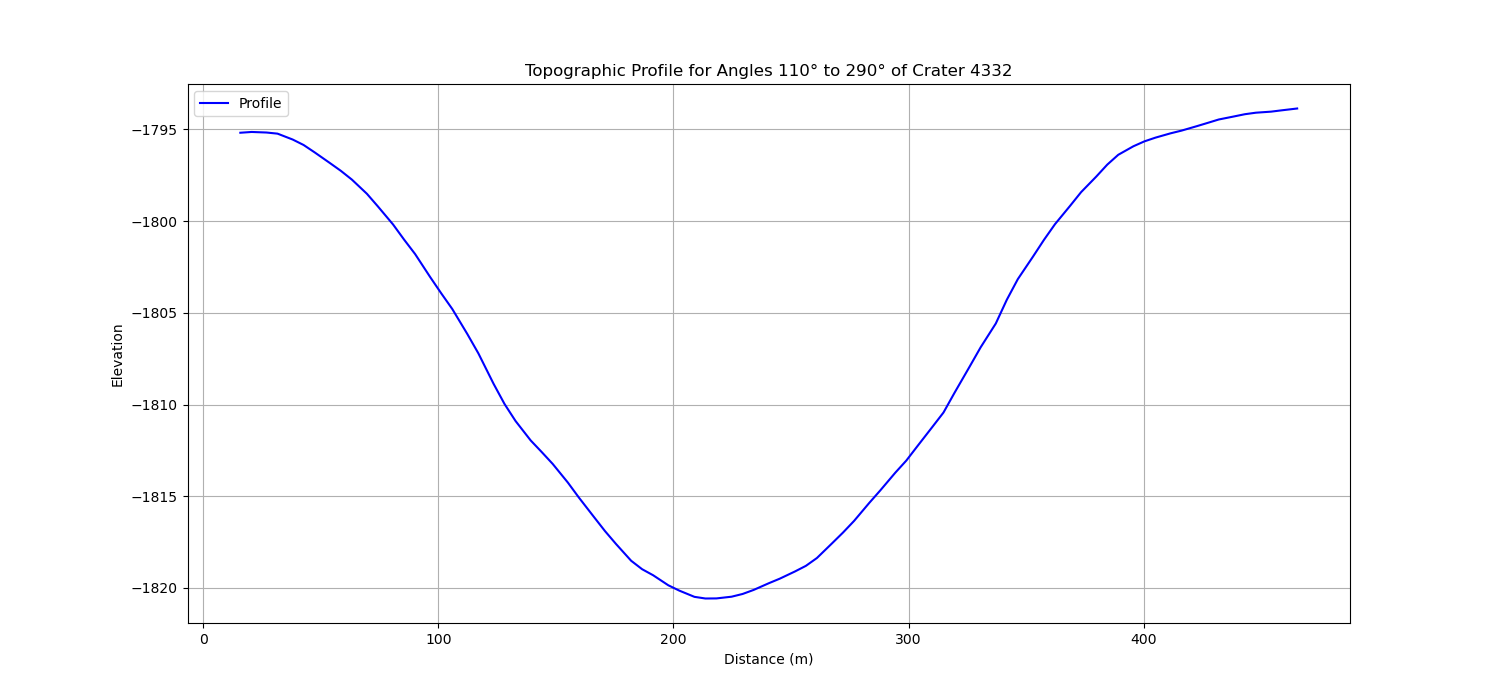 Topographic Profile for Angles 110° to 290° of Crater 4332
Profile
−1795
−1800
−1805
−1810
−1815
−1820
Elevation
0 100 200 300 400
Distance (m)